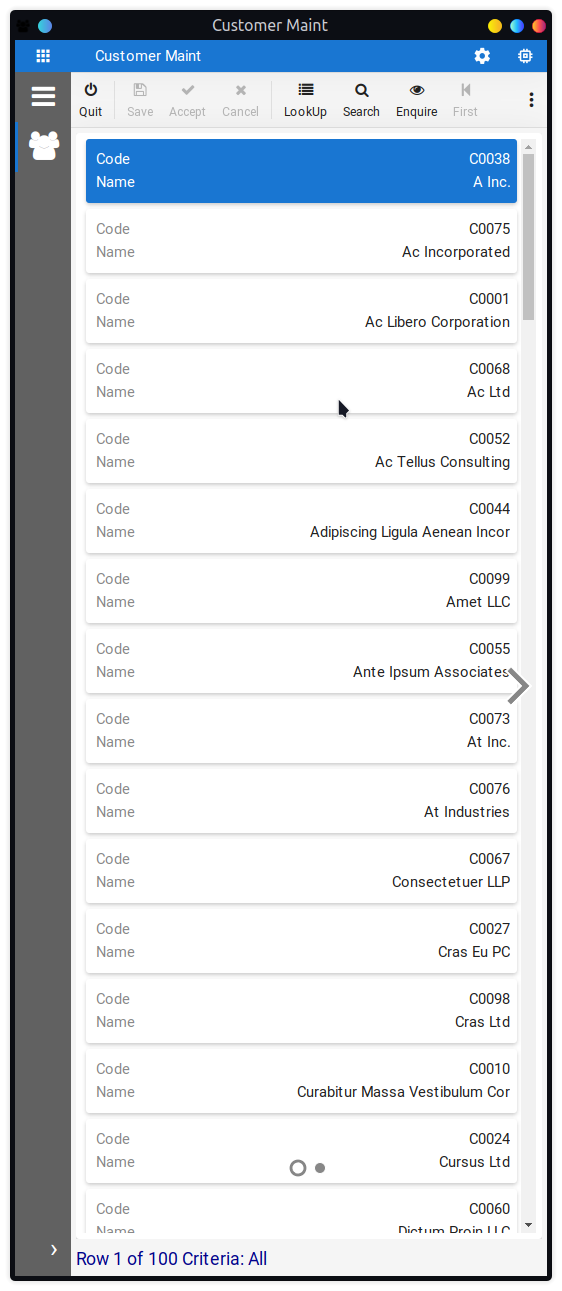 Customer Maint
Customer Maint
Quit Save Accept Cancel LookUp Search Enquire First
Code C0038
Name A Inc.
Code C0075
Name Ac Incorporated
Code C0001
Name Ac Libero Corporation
Code C0068
Name Ac Ltd
Code C0052
Name Ac Tellus Consulting
Code C0044
Name Adipiscing Ligula Aenean Incor
Code C0099
Name Amet LLC
Code C0055
Name Ante Ipsum Associates
Code C0073
Name At Inc.
Code C0076
Name At Industries
Code C0067
Name Consectetuer LLP
Code C0027
Name Cras Eu PC
Code C0098
Name Cras Ltd
Code C0010
Name Curabitur Massa Vestibulum Cor
Code C0024
Name Cursus Ltd
Code C0060
Name Dictum Proin LLC
Row 1 of 100 Criteria: All